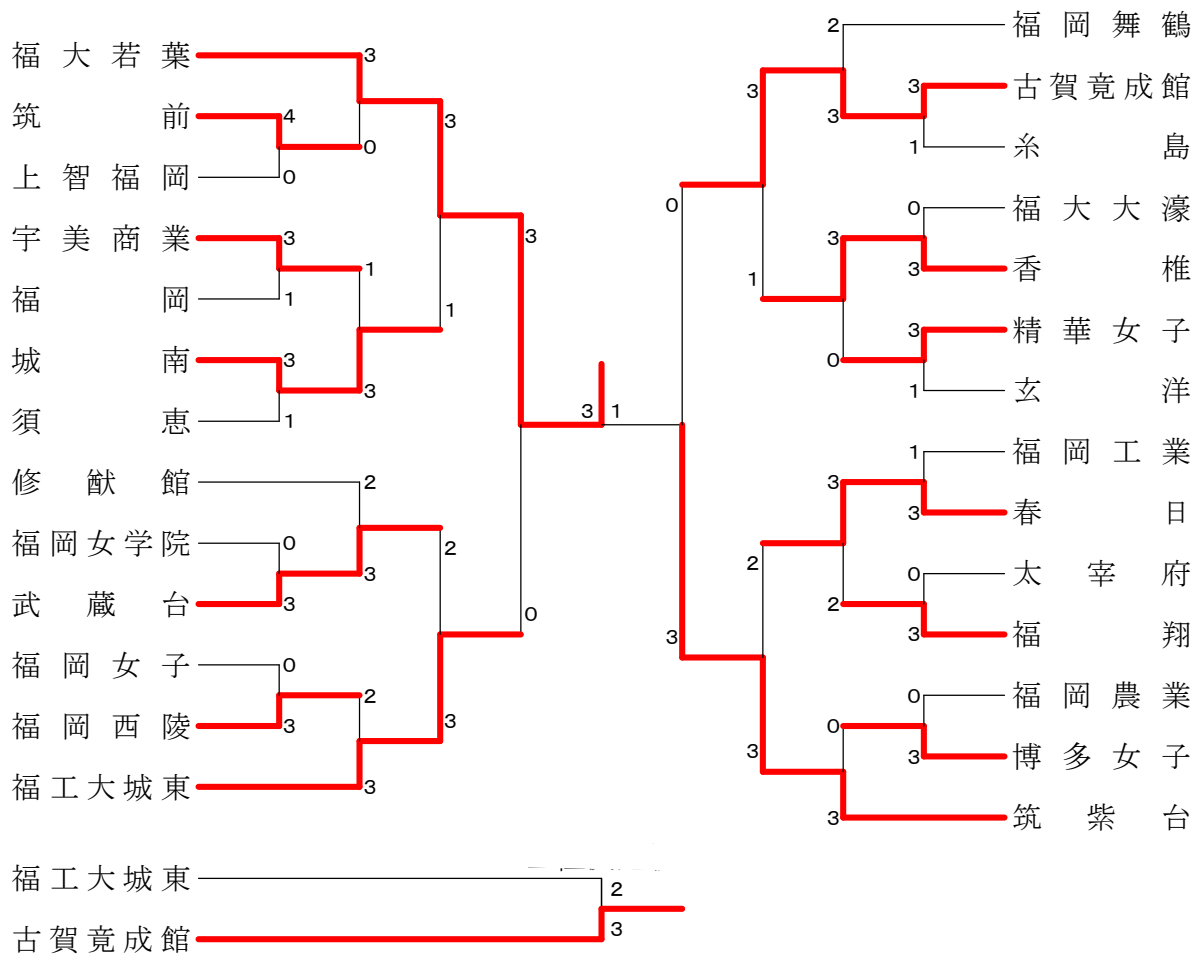 福大若葉
3
筑前
4
3
0
上智福岡
0
宇美商業
3
3
1
福岡
1
1
城南
3
3
須恵
1
3
1
修猷館
2
福岡女学院
0
2
3
武蔵台
3
0
福岡女子
0
2
福岡西陵
3
3
福工大城東
3
2
福岡舞鶴
3
3
古賀竟成館
3
1
糸島
0
0
福大大濠
3
3
香椎
1
3
精華女子
0
1
玄洋
1
福岡工業
3
3
春日
2
0
太宰府
2
3
3
福翔
0
福岡農業
0
3
3
博多女子
3
筑紫台
福工大城東
2
古賀竟成館
3